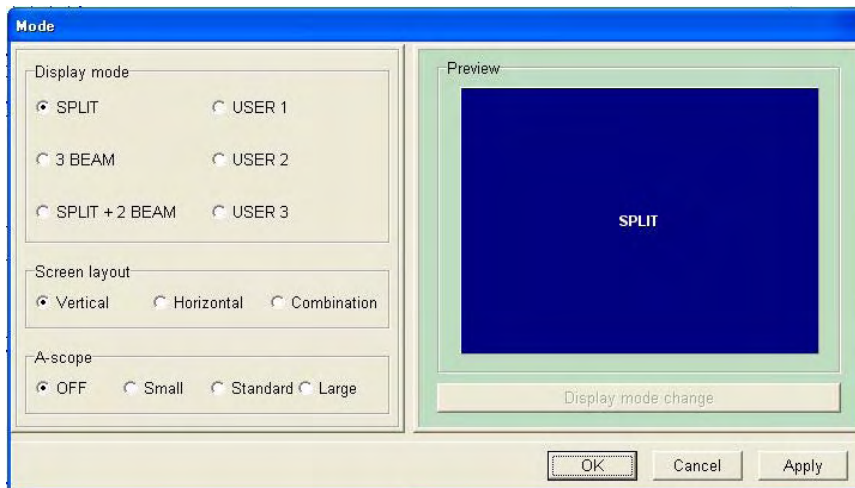 Mode
Display mode
SPLIT USER 1
3 BEAM USER 2
SPLIT + 2 BEAM USER 3
Screen layout
Vertical Horizontal Combination
A-scope
OFF Small Standard Large
Preview
SPLIT
Display mode change
OK Cancel Apply